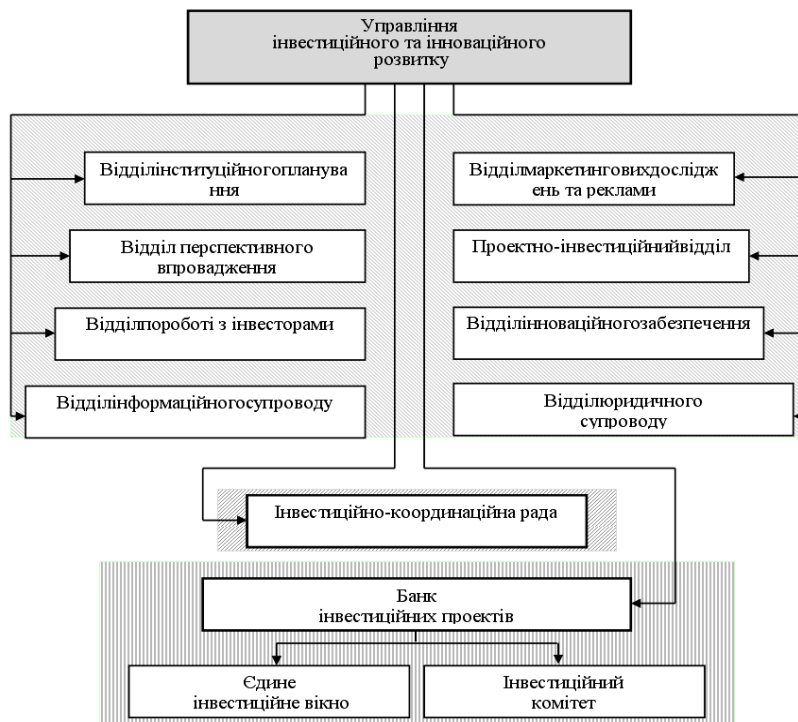 Управління
інвестиційного та інноваційного
розвитку
Відділінституційногопланува
ння
Відділ перспективного
впровадження
Відділпороботі з інвесторами
Відділінформаційногосупроводу
Відділмаркетинговихдослідж
ень та реклами
Проектно-інвестиційнийвідділ
Відділінноваційногозабезпечення
Відділюридичного
супроводу
Інвестиційно-координаційна рада
Банк
інвестиційних проектів
Єдине
інвестиційне вікно
Інвестиційний
комітет